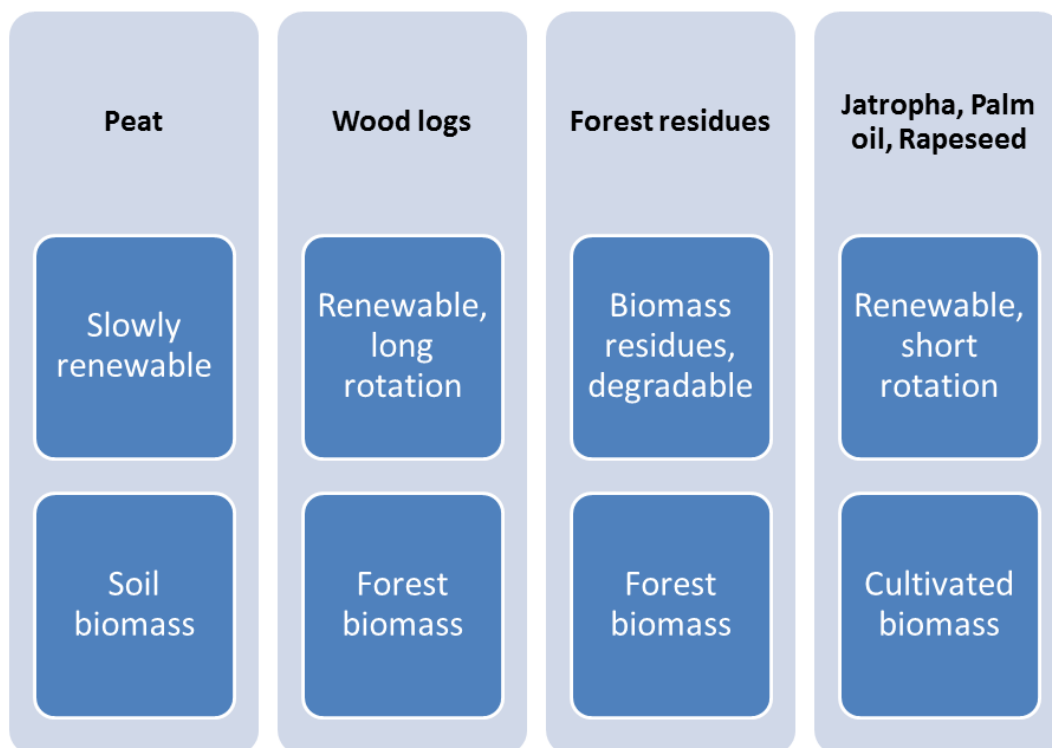 Peat
Slowly
renewable
Soil
biomass
Wood logs
Renewable,
long
rotation
Forest
biomass
Forest residues
Biomass
residues,
degradable
Forest
biomass
Jatropha, Palm
oil, Rapeseed
Renewable,
short
rotation
Cultivated
biomass